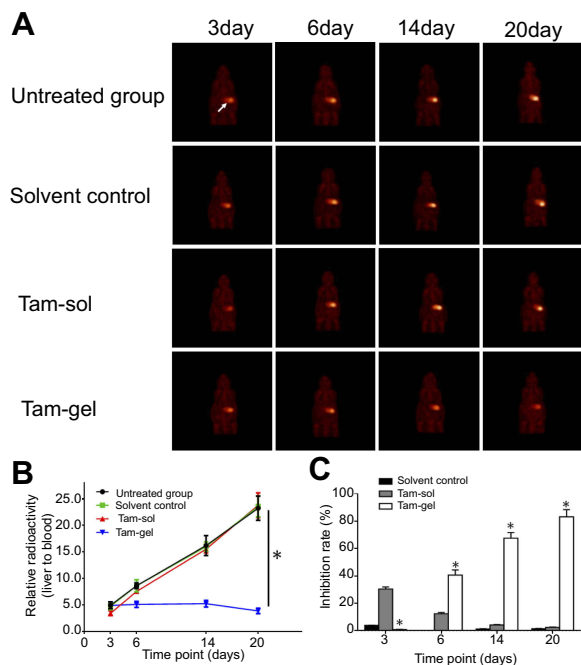 A
3day 6day 14day 20day
Untreated group
Solvent control
Tam-sol
Tam-gel
B
Relative radioactivity
(liver to blood)
25.0
20.0
15.0
10.0
5.0
0.0
Untreated group
Solvent control
Tam-sol
Tam-gel
*
0 3 6 14 20
Time point (days)
C
Inhibition rate (%)
100
80
60
40
20
0
Solvent control
Tam-sol
Tam-gel
*
*
*
*
3 6 14 20
Time point (days)